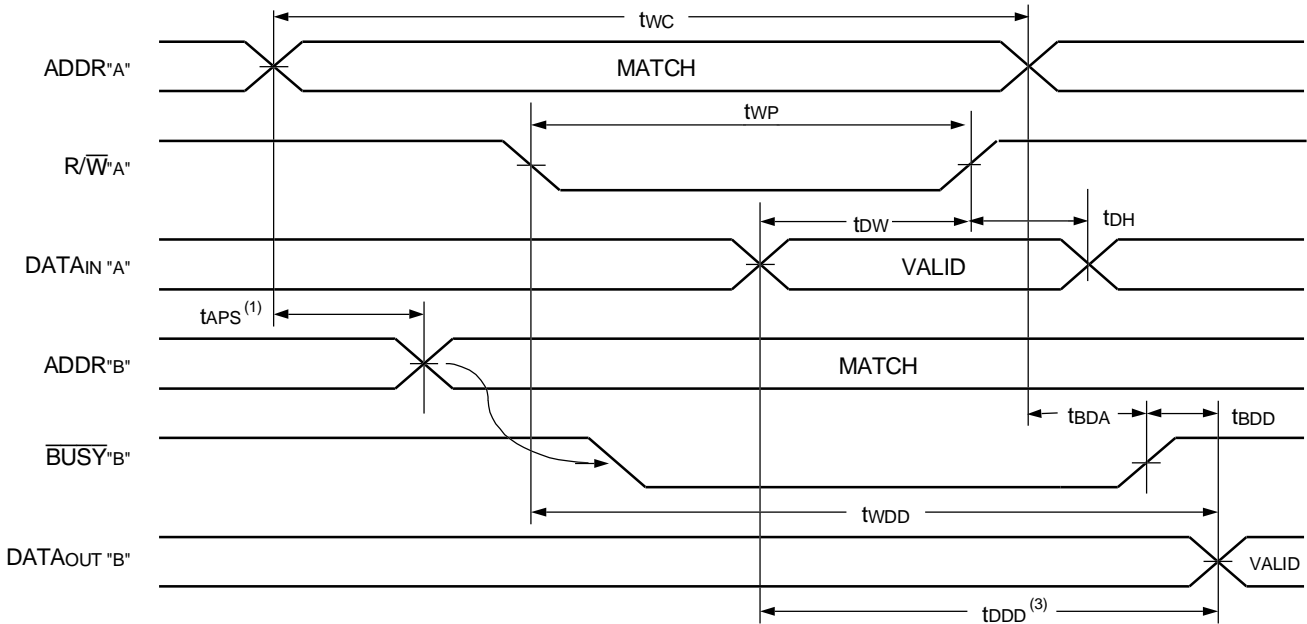 tWC
ADDR"A"
MATCH
tWP
R/W̅"A"
tDW
tDH
DATAIN "A"
VALID
tAPS (1)
ADDR"B"
MATCH
tBDA
tBDD
B̅U̅S̅Y̅"B"
tWDD
DATAOUT "B"
VALID
tDDD (3)